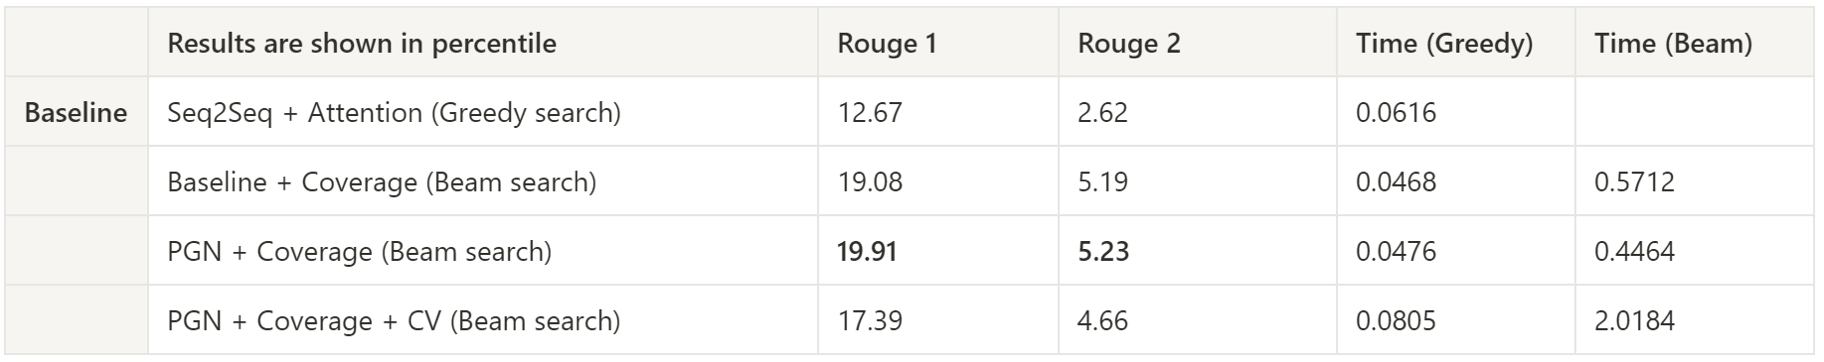 Results are shown in percentile Rouge 1 Rouge 2 Time (Greedy) Time (Beam)
Baseline Seq2Seq + Attention (Greedy search) 12.67 2.62 0.0616
Baseline + Coverage (Beam search) 19.08 5.19 0.0468 0.5712
PGN + Coverage (Beam search) 19.91 5.23 0.0476 0.4464
PGN + Coverage + CV (Beam search) 17.39 4.66 0.0805 2.0184